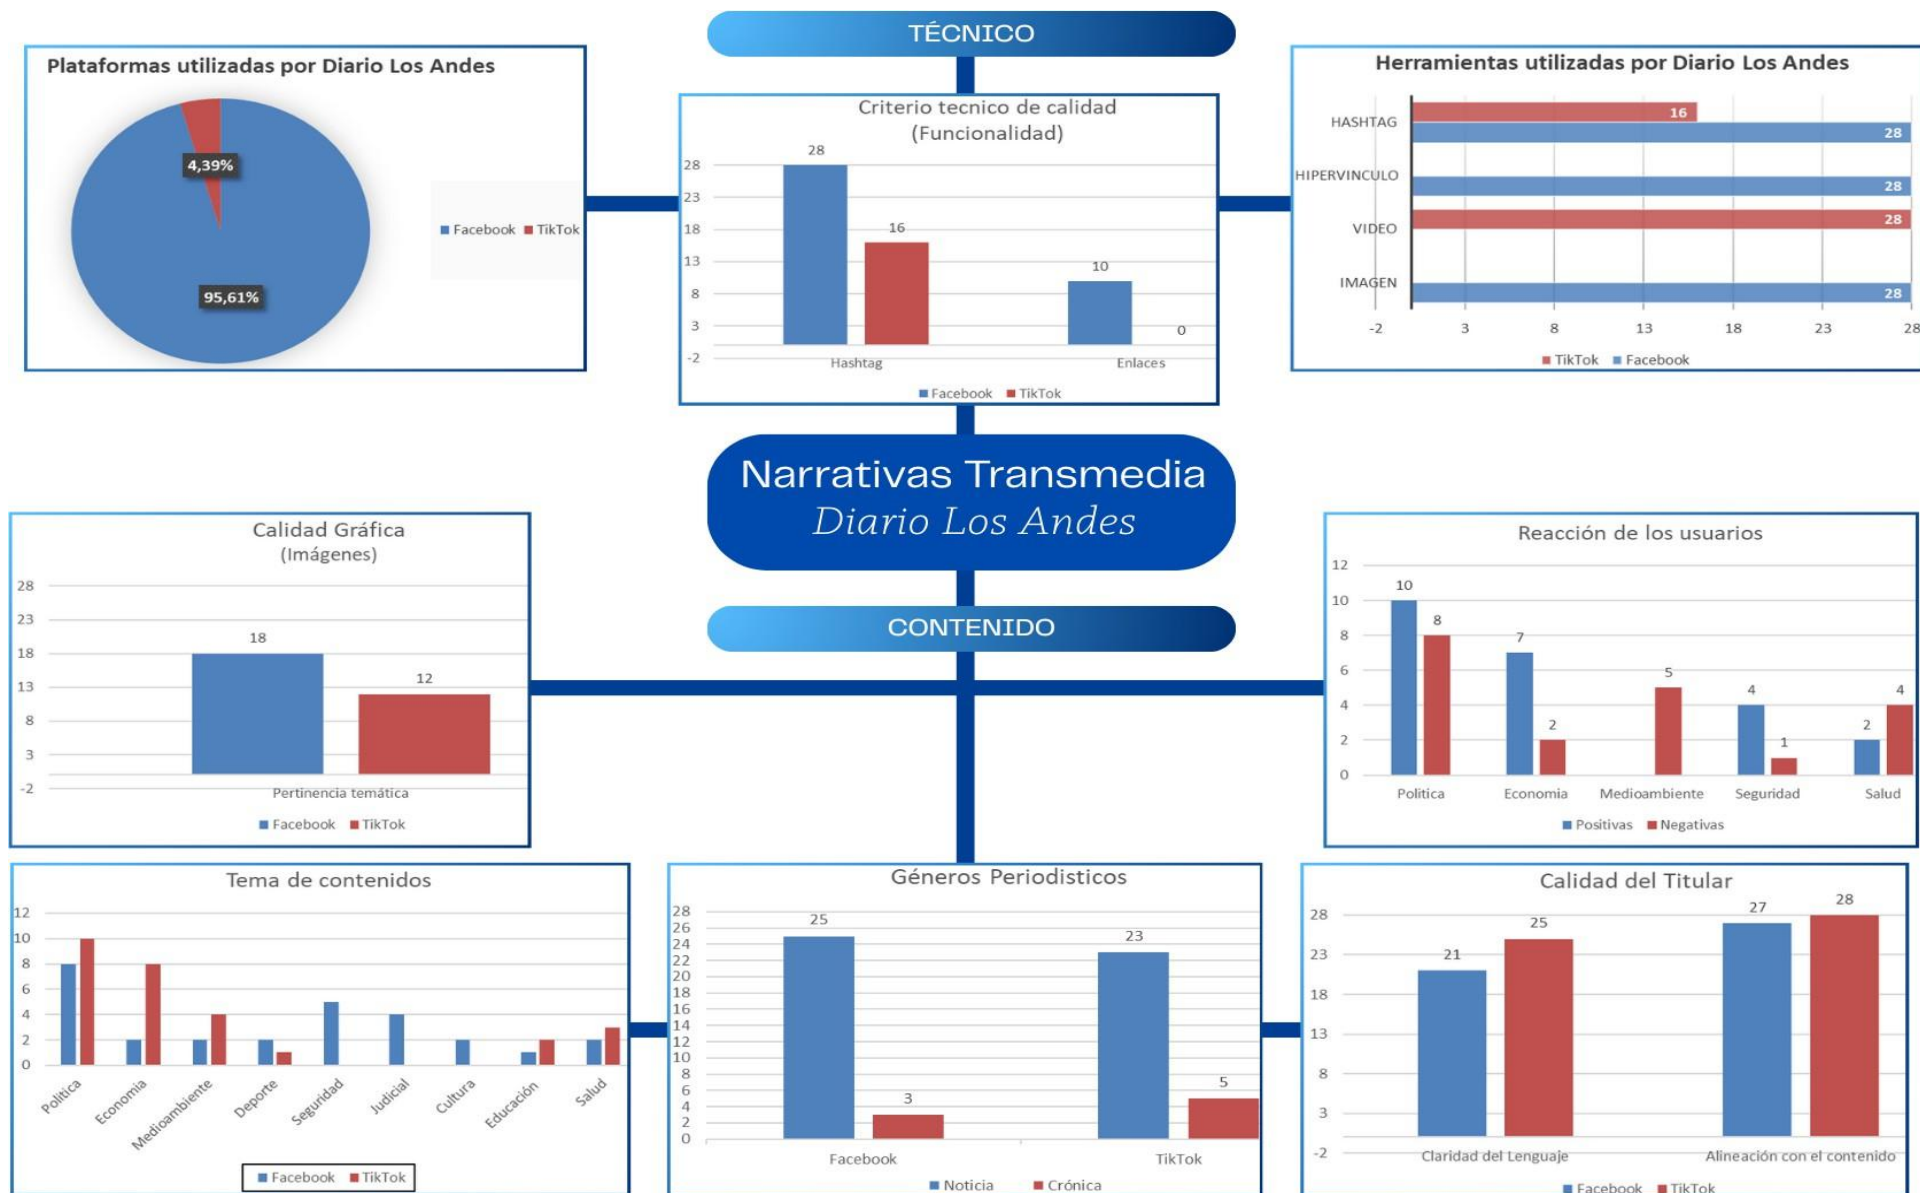 TÉCNICO
Plataformas utilizadas por Diario Los Andes
4,39%
95,61%
Facebook TikTok
Criterio tecnico de calidad
(Funcionalidad)
28
23
18
13
8
3
-2
28
16
10
0
Hashtag Enlaces
Facebook TikTok
Herramientas utilizadas por Diario Los Andes
HASHTAG
16
28
HIPERVINCULO
28
VIDEO
28
IMAGEN
28
-2 3 8 13 18 23 28
TikTok Facebook
Narrativas Transmedia
Diario Los Andes
CONTENIDO
Calidad Gráfica
(Imágenes)
28
23
18
13
8
3
-2
18
12
Pertinencia temática
Facebook TikTok
Reacción de los usuarios
12
10
8
6
4
2
0
10
8
7
2
5
4
1
2
4
Politica Economia Medioambiente Seguridad Salud
Positivas Negativas
Tema de contenidos
12
10
8
6
4
2
0
Política Economia Medioambiente Deporte Seguridad Judicial Cultura Educación Salud
Facebook TikTok
Géneros Periodisticos
28
26
24
22
20
18
16
14
12
10
8
6
4
2
0
25
3
23
5
Facebook TikTok
Noticia Crónica
Calidad del Titular
28
23
18
13
8
3
-2
21
25
27
28
Claridad del Lenguaje Alineación con el contenido
Facebook TikTok